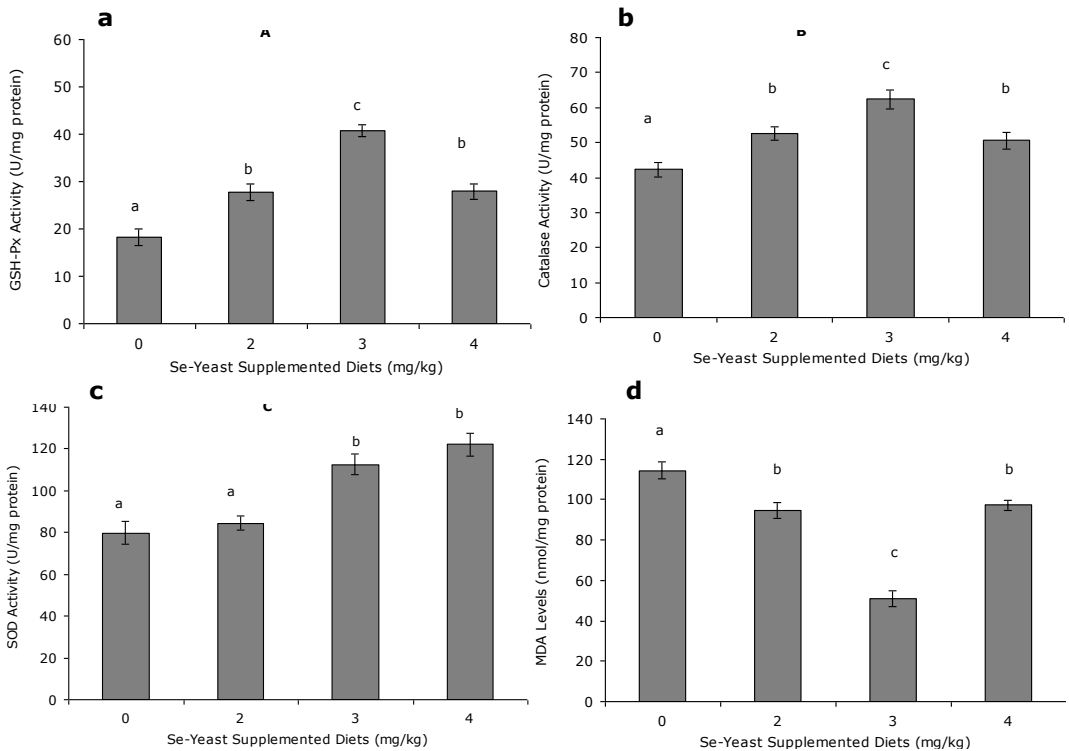 a
A
60
50
40
30
20
10
0
GSH-Px Activity (U/mg protein)
a
b
c
b
0 2 3 4
Se-Yeast Supplemented Diets (mg/kg)
b
B
80
70
60
50
40
30
20
10
0
Catalase Activity (U/mg protein)
a
b
c
b
0 2 3 4
Se-Yeast Supplemented Diets (mg/kg)
c
C
140
120
100
80
60
40
20
0
SOD Activity (U/mg protein)
a
a
b
b
0 2 3 4
Se-Yeast Supplemented Diets (mg/kg)
d
140
120
100
80
60
40
20
0
MDA Levels (nmol/mg protein)
a
b
c
b
0 2 3 4
Se-Yeast Supplemented Diets (mg/kg)